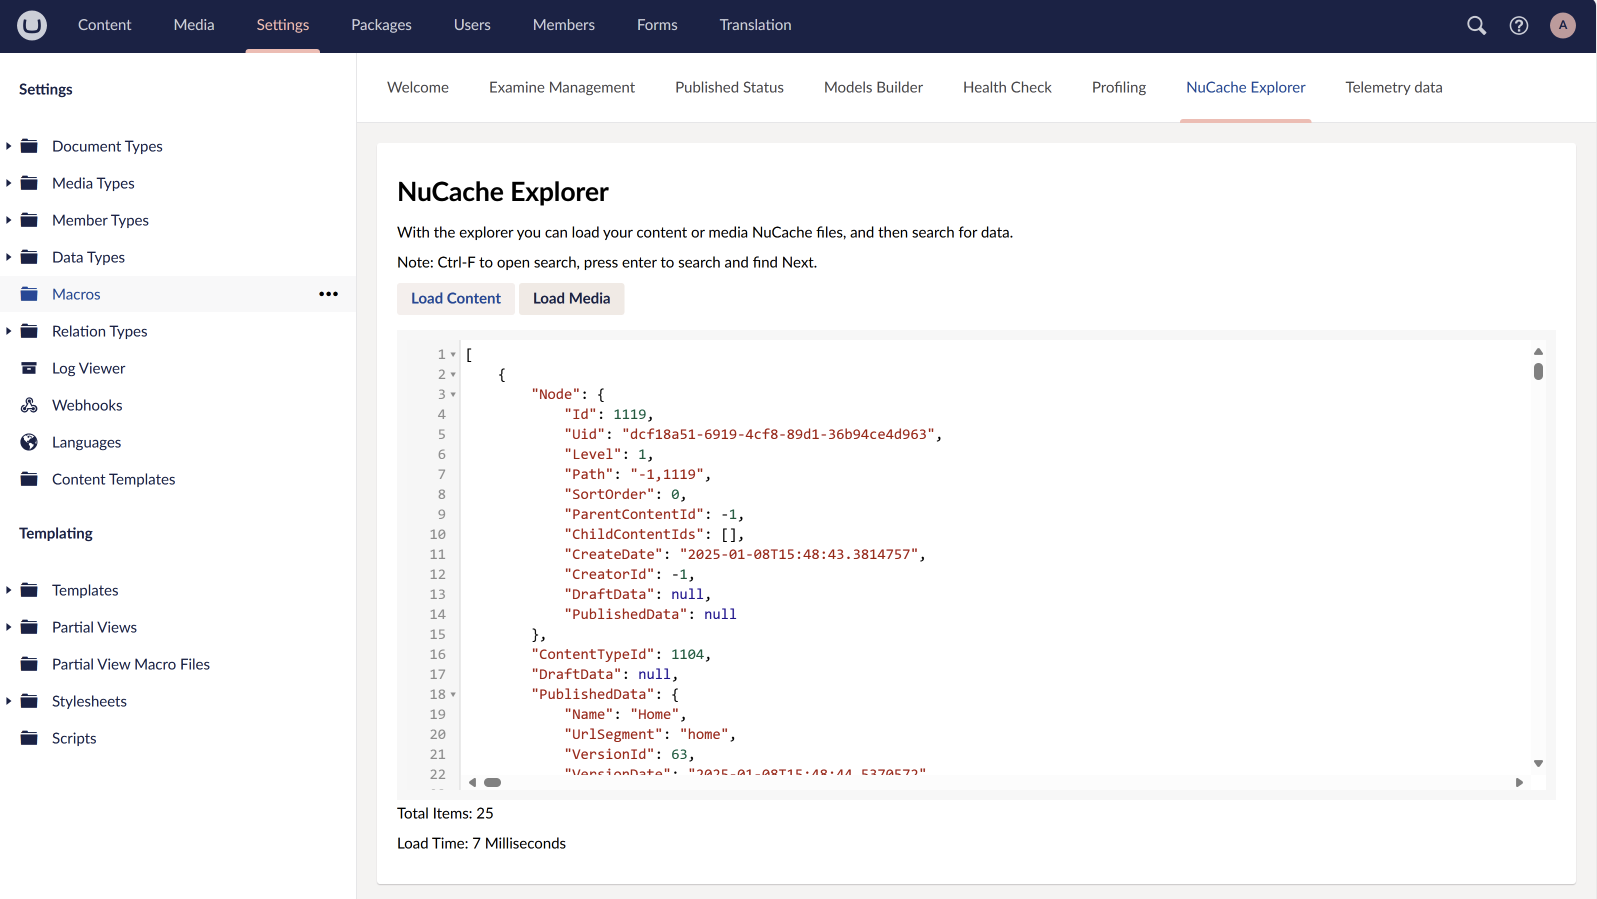 Content Media Settings Packages Users Members Forms Translation A
Settings
Document Types
Media Types
Member Types
Data Types
Macros
Relation Types
Log Viewer
Webhooks
Languages
Content Templates
Templating
Templates
Partial Views
Partial View Macro Files
Stylesheets
Scripts
Welcome Examine Management Published Status Models Builder Health Check Profiling NuCache Explorer Telemetry data
NuCache Explorer
With the explorer you can load your content or media NuCache files, and then search for data.
Note: Ctrl-F to open search, press enter to search and find Next.
Load Content Load Media
1 [
2 {
3 "Node": {
4 "Id": 1119,
5 "Uid": "dcf18a51-6919-4cf8-89d1-36b94ce4d963",
6 "Level": 1,
7 "Path": "-1,1119",
8 "SortOrder": 0,
9 "ParentContentId": -1,
10 "ChildContentIds": [],
11 "CreateDate": "2025-01-08T15:48:43.3814757",
12 "CreatorId": -1,
13 "DraftData": null,
14 "PublishedData": null
15 },
16 "ContentTypeId": 1104,
17 "DraftData": null,
18 "PublishedData": {
19 "Name": "Home",
20 "UrlSegment": "home",
21 "VersionId": 63,
22 "VersionDate": "2025-01-08T15:48:44.5370572"
Total Items: 25
Load Time: 7 Milliseconds